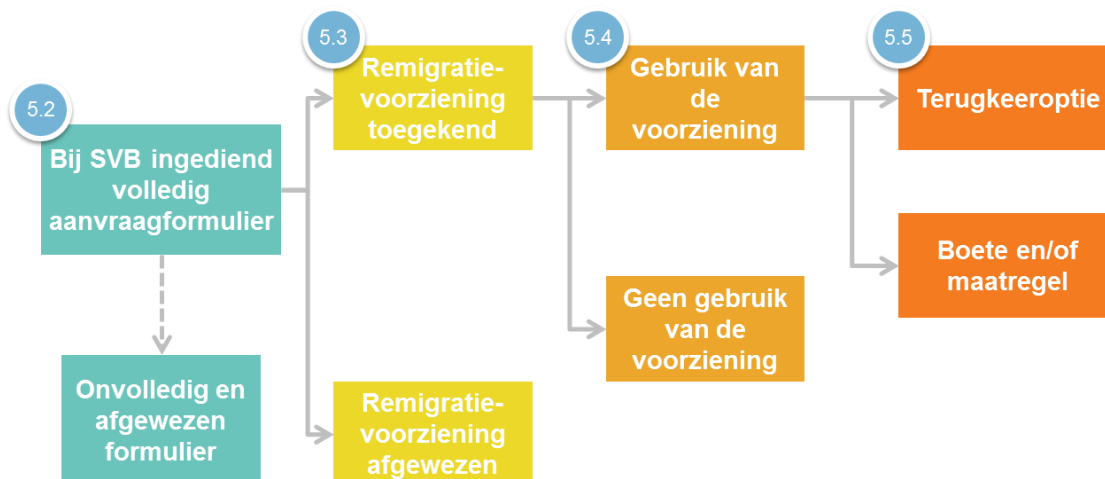 5.2
Bij SVB ingediend
volledig
aanvraagformulier
Onvolledig en
afgewezen
formulier
5.3
Remigratie-
voorziening
toegekend
Remigratie-
voorziening
afgewezen
5.4
Gebruik van
de
voorziening
Geen gebruik
van de
voorziening
5.5
Terugkeeroptie
Boete en/of
maatregel